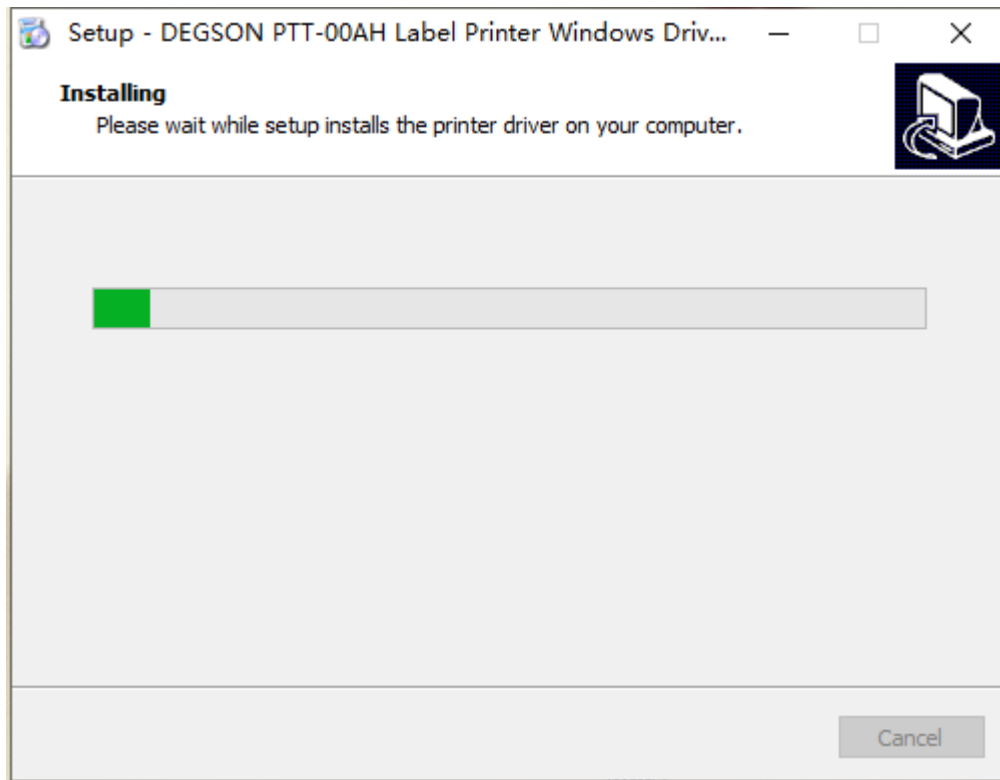 Setup - DEGSON PTT-00AH Label Printer Windows Driv...
Installing
Please wait while setup installs the printer driver on your computer.
Cancel